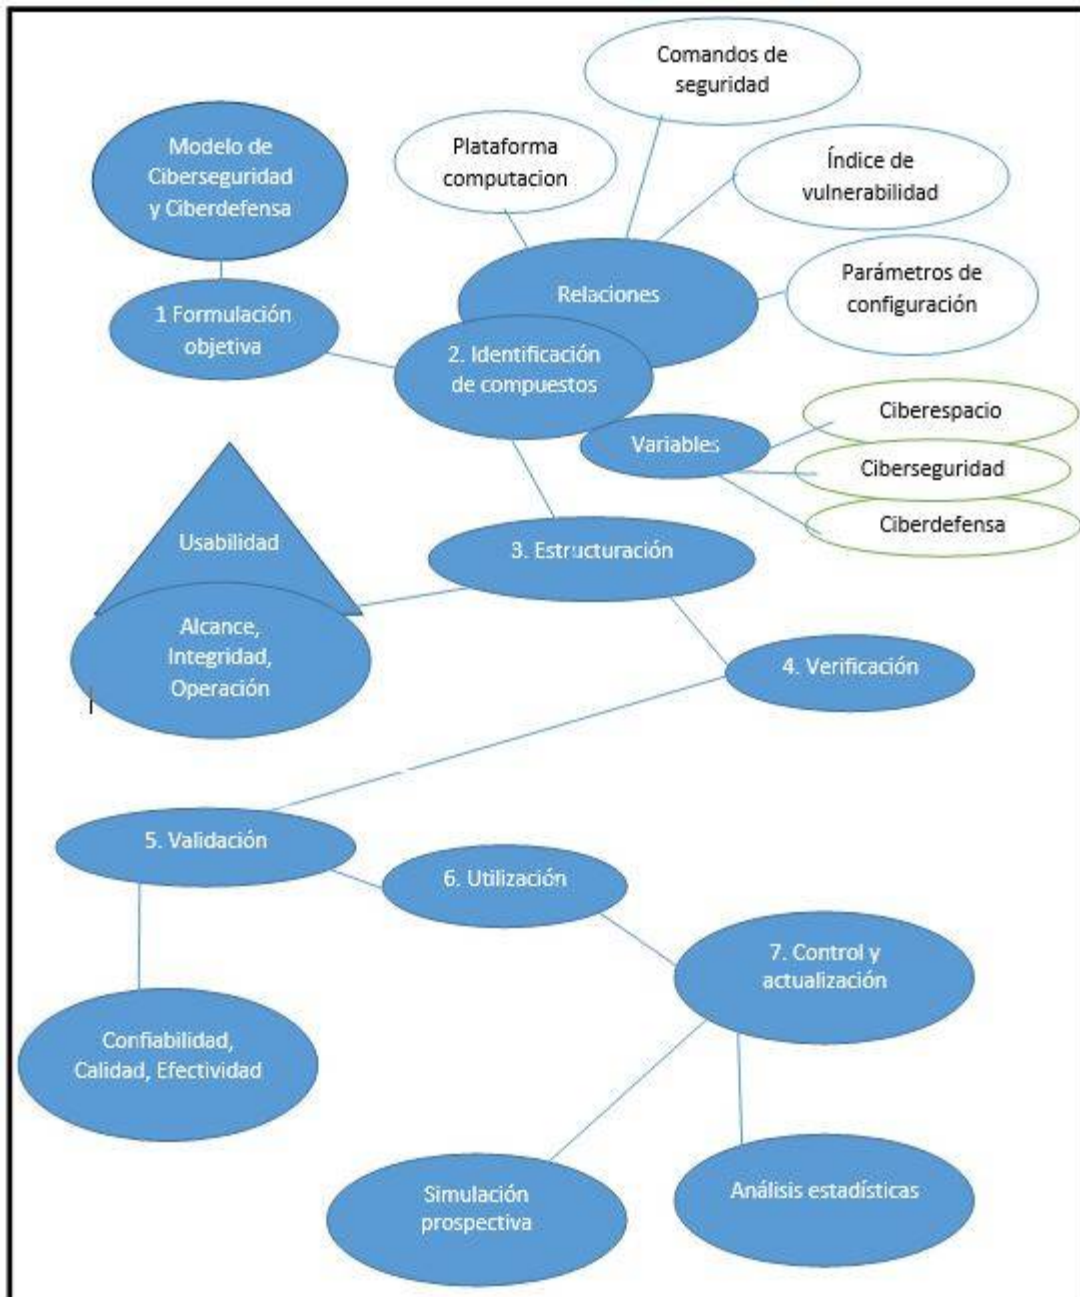 Comandos de
seguridad
Modelo de
Ciberseguridad
y Ciberdefensa
Plataforma
computacion
Índice de
vulnerabilidad
Relaciones
Parámetros de
configuración
1 Formulación
objetiva
2. Identificación
de compuestos
Variables
Ciberespacio
Ciberseguridad
Ciberdefensa
Usabilidad
3. Estructuración
Alcance,
Integridad,
Operación
4. Verificación
5. Validación
6. Utilización
7. Control y
actualización
Confiabilidad,
Calidad, Efectividad
Simulación
prospectiva
Análisis estadísticas